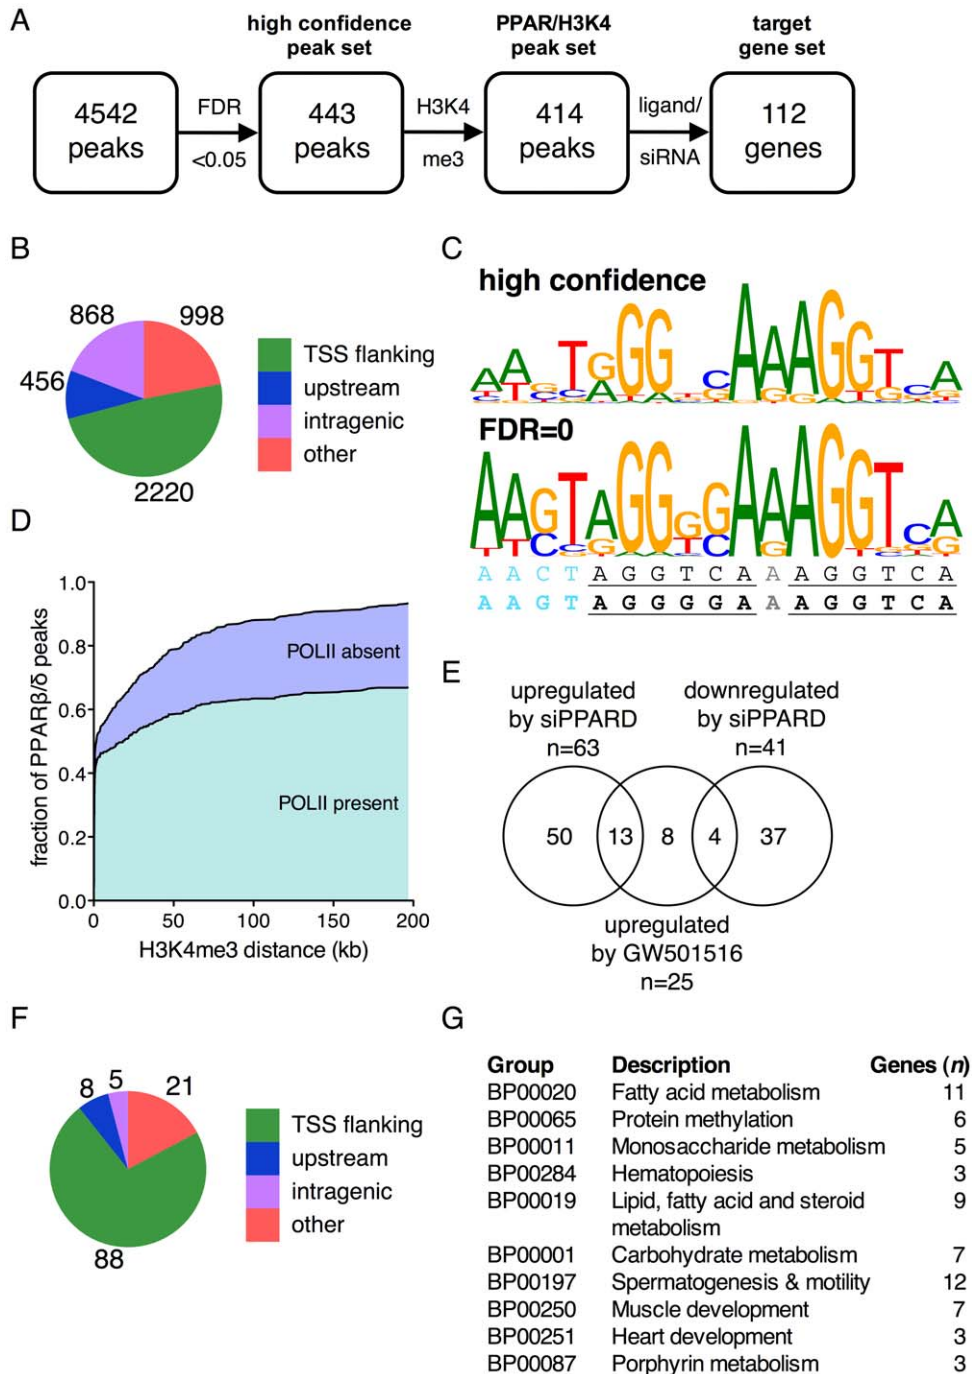 A
high confidence
peak set
PPAR/H3K4
peak set
target
gene set
4542
peaks
FDR
<0.05
443
peaks
H3K4
me3
414
peaks
ligand/
siRNA
112
genes
B
868
998
456
2220
TSS flanking
upstream
intragenic
other
C
high confidence
FDR=0
A A C T A G G T C A A A G G T C A
A A G T A G G G G A A A G G T C A
D
fraction of PPARβ/δ peaks
1.0
0.8
0.6
0.4
0.2
0.0
POLII absent
POLII present
0
50
100
150
200
H3K4me3 distance (kb)
E
upregulated
by siPPARD
n=63
downregulated
by siPPARD
n=41
50
13
8
4
37
upregulated
by GW501516
n=25
F
8
5
21
88
TSS flanking
upstream
intragenic
other
G
Group Description Genes (n)
BP00020 Fatty acid metabolism 11
BP00065 Protein methylation 6
BP00011 Monosaccharide metabolism 5
BP00284 Hematopoiesis 3
BP00019 Lipid, fatty acid and steroid 9
metabolism
BP00001 Carbohydrate metabolism 7
BP00197 Spermatogenesis & motility 12
BP00250 Muscle development 7
BP00251 Heart development 3
BP00087 Porphyrin metabolism 3